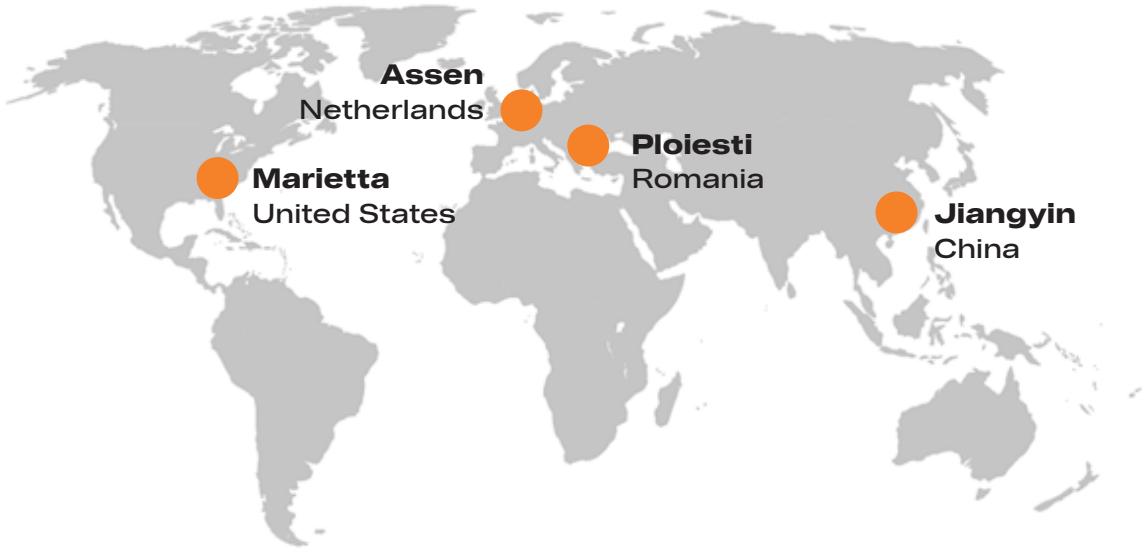 Assen
Netherlands
Ploiesti
Romania
Marietta
United States
Jiangyin
China